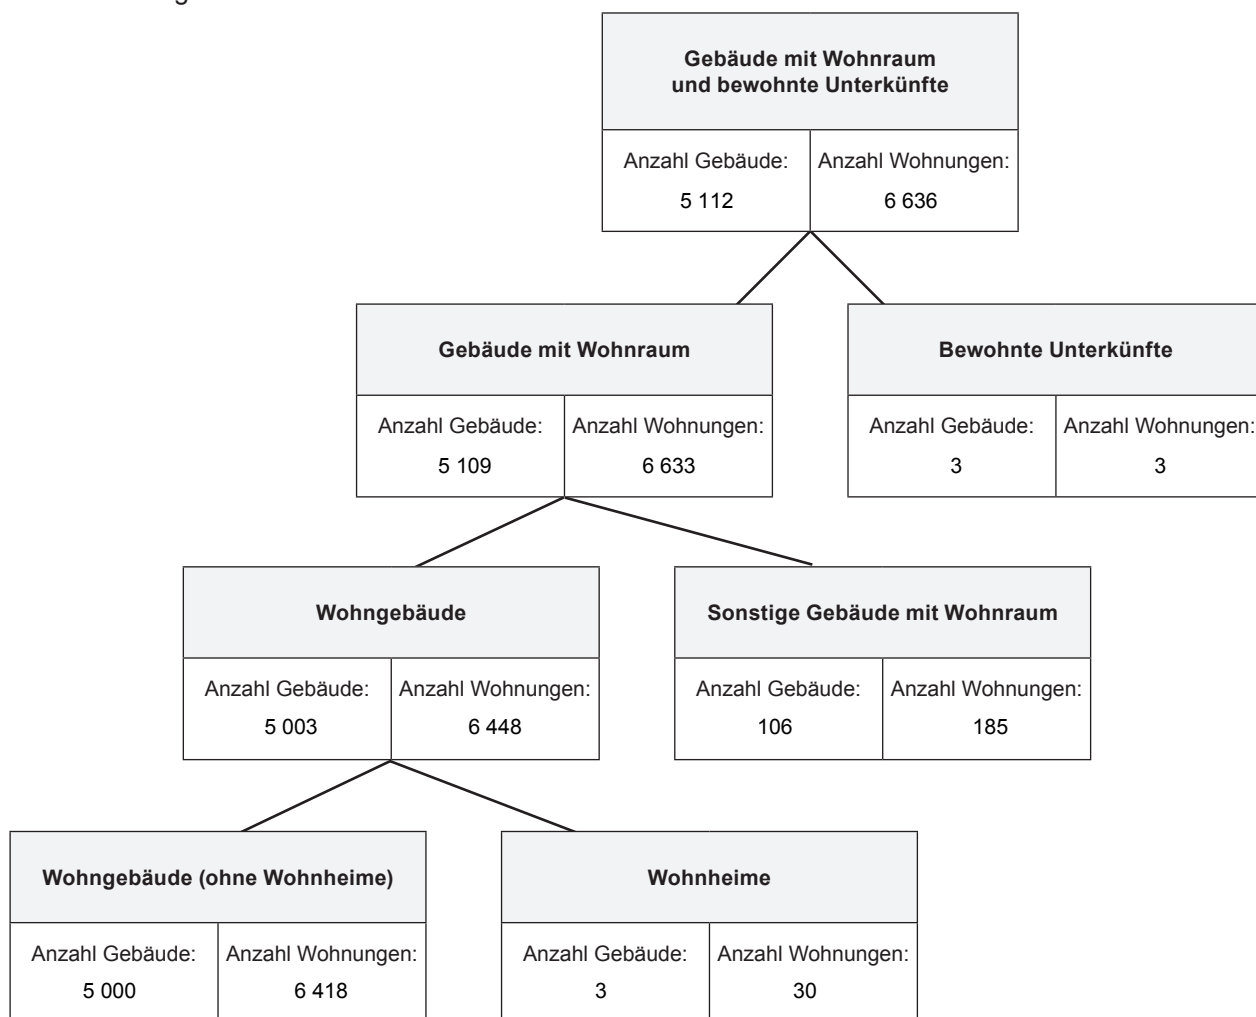 Gebäude mit Wohnraum
und bewohnte Unterkünfte
Anzahl Gebäude: Anzahl Wohnungen:
5 112 6 636
Gebäude mit Wohnraum Bewohnte Unterkünfte
Anzahl Gebäude: Anzahl Wohnungen: Anzahl Gebäude: Anzahl Wohnungen:
5 109 6 633 3 3
Wohngebäude Sonstige Gebäude mit Wohnraum
Anzahl Gebäude: Anzahl Wohnungen: Anzahl Gebäude: Anzahl Wohnungen:
5 003 6 448 106 185
Wohngebäude (ohne Wohnheime) Wohnheime
Anzahl Gebäude: Anzahl Wohnungen: Anzahl Gebäude: Anzahl Wohnungen:
5 000 6 418 3 30